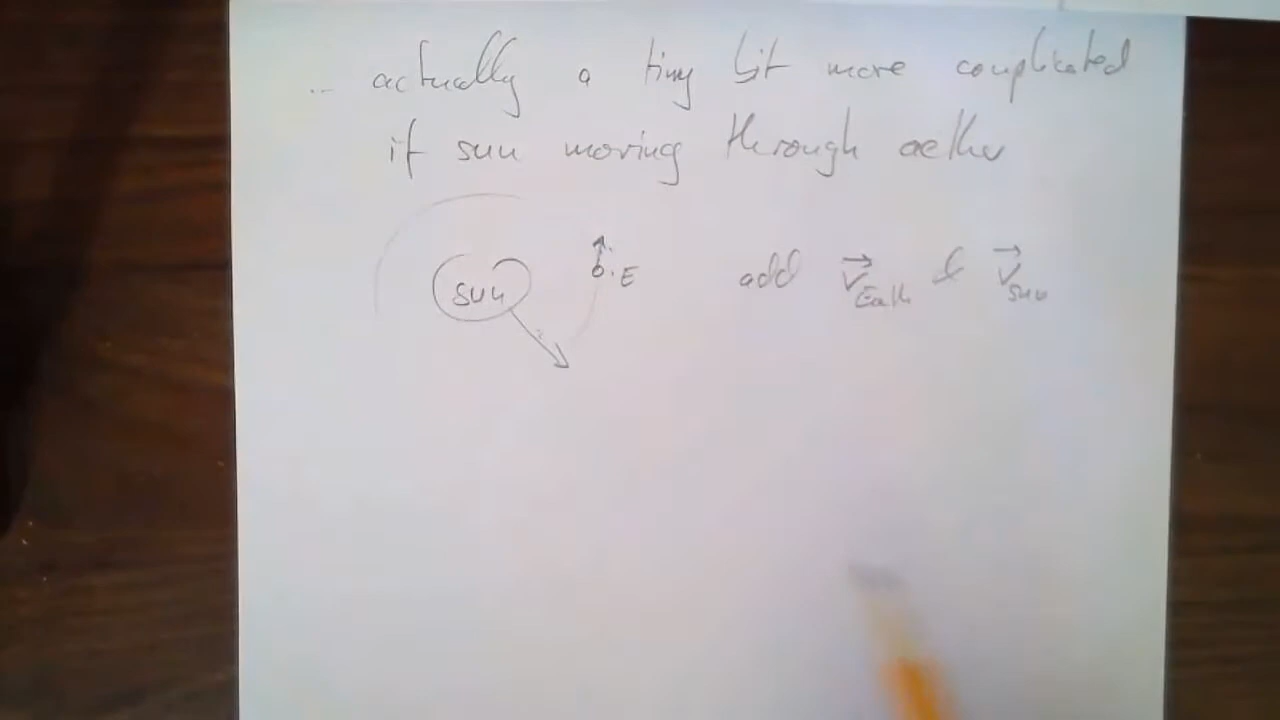 .. actually a tiny bit more complicated
if sun moving through aether
sun E add v⃗Earth & v⃗sun